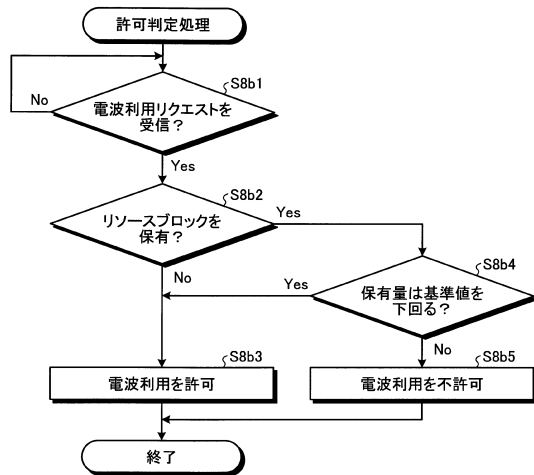 許可判定処理
S8b1
No
電波利用リクエストを
受信？
Yes
S8b2
リソースブロックを
保有？
Yes
No
S8b4
Yes
保有量は基準値を
下回る？
No
S8b3
電波利用を許可
S8b5
電波利用を不許可
終了